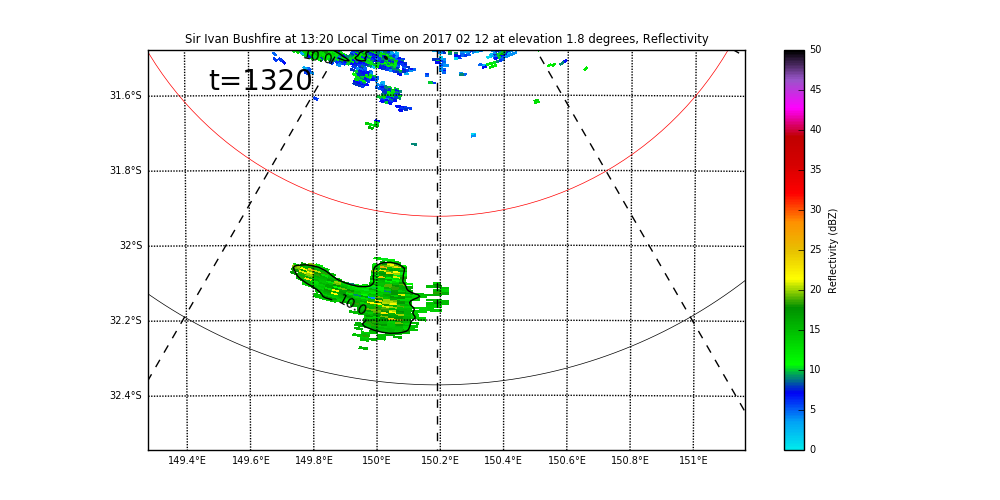 Sir Ivan Bushfire at 13:20 Local Time on 2017 02 12 at elevation 1.8 degrees, Reflectivity
t=1320
10.0
31.6°S
31.8°S
32°S
32.2°S
32.4°S
10.0
149.4°E 149.6°E 149.8°E 150°E 150.2°E 150.4°E 150.6°E 150.8°E 151°E
50
45
40
35
30
25
20
15
10
5
0
Reflectivity (dBZ)